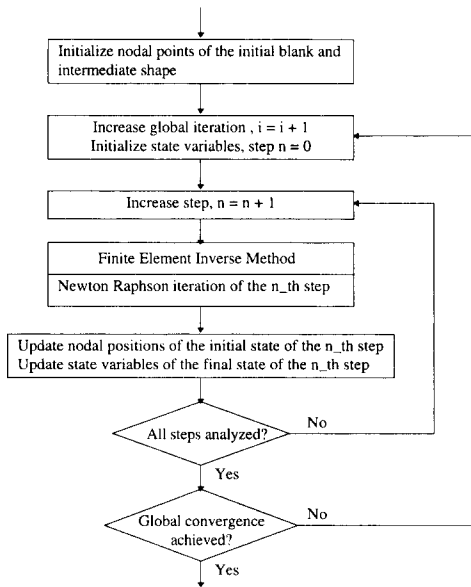 Initialize nodal points of the initial blank and
intermediate shape
Increase global iteration , i = i + 1
Initialize state variables, step n = 0
Increase step, n = n + 1
Finite Element Inverse Method
Newton Raphson iteration of the n_th step
Update nodal positions of the initial state of the n_th step
Update state variables of the final state of the n_th step
All steps analyzed?
No
Yes
Global convergence
achieved?
No
Yes